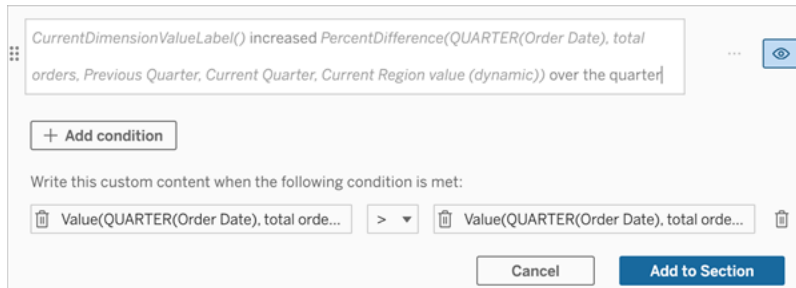 CurrentDimensionValueLabel() increased PercentDifference(QUARTER(Order Date), total
orders, Previous Quarter, Current Quarter, Current Region value (dynamic)) over the quarter
+ Add condition
Write this custom content when the following condition is met:
Value(QUARTER(Order Date), total orde... > Value(QUARTER(Order Date), total orde...
Cancel Add to Section